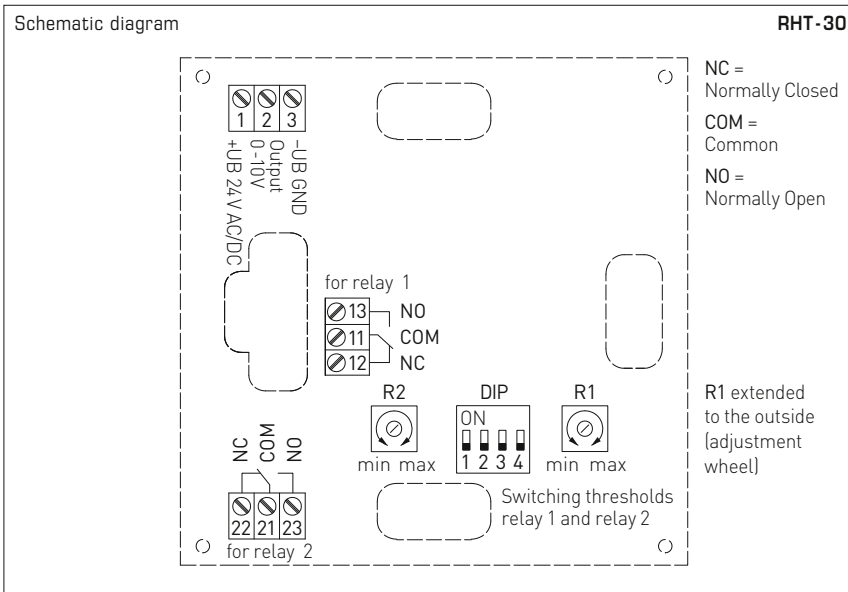 Schematic diagram
RHT-30
NC =
Normally Closed
COM =
Common
NO =
Normally Open
1 2 3
+UB 24V AC/DC
Output
0-10V
-UB GND
for relay 1
13 NO
11 COM
12 NC
R2 DIP R1
ON
1 2 3 4
min max
min max
R1 extended
to the outside
(adjustment
wheel)
Switching thresholds
relay 1 and relay 2
NC COM NO
22 21 23
for relay 2